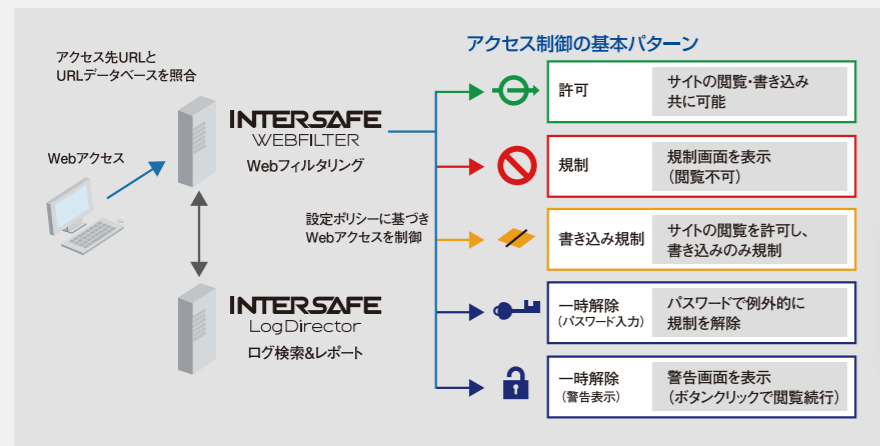 アクセス制御の基本パターン
アクセス先URLと
URLデータベースを照合
Webアクセス
INTERSAFE
WEBFILTER
Webフィルタリング
設定ポリシーに基づき
Webアクセスを制御
INTERSAFE
LogDirector
ログ検索&レポート
許可
サイトの閲覧・書き込み
共に可能
規制
規制画面を表示
(閲覧不可)
書き込み規制
サイトの閲覧を許可し、
書き込みのみ規制
一時解除
(パスワード入力)
パスワードで例外的に
規制を解除
一時解除
(警告表示)
警告画面を表示
(ボタンクリックで閲覧続行)